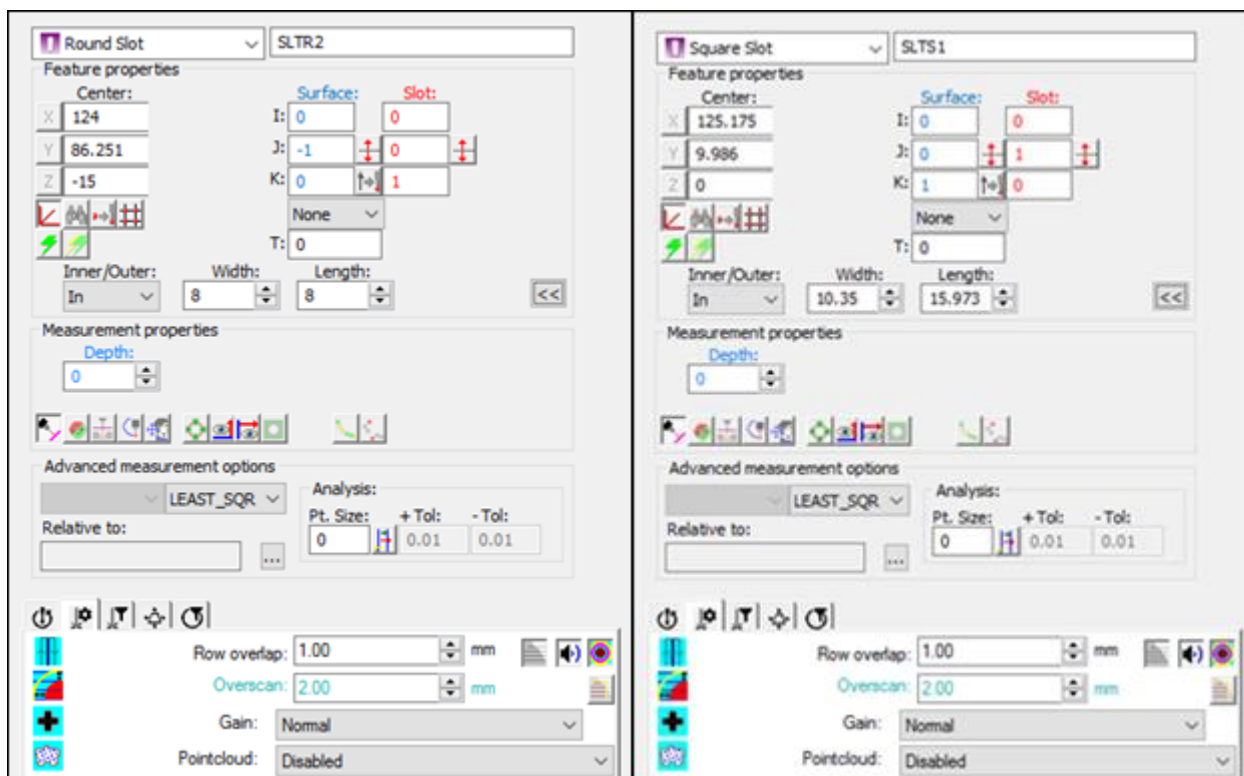 Round Slot SLTR2
Feature properties
Center: Surface: Slot:
X 124 I: 0 0
Y 86.251 J: -1 0
Z -15 K: 0 1
None
T: 0
Inner/Outer: Width: Length:
In 8 8 <<
Measurement properties
Depth:
0
Advanced measurement options
LEAST_SQR
Analysis:
Pt. Size: + Tol: - Tol:
0 0.01 0.01
Relative to:
...
Row overlap: 1.00 mm
Overscan: 2.00 mm
Gain: Normal
Pointcloud: Disabled
Square Slot SLTS1
Feature properties
Center: Surface: Slot:
X 125.175 I: 0 0
Y 9.986 J: 0 1
Z 0 K: 1 0
None
T: 0
Inner/Outer: Width: Length:
In 10.35 15.973 <<
Measurement properties
Depth:
0
Advanced measurement options
LEAST_SQR
Analysis:
Pt. Size: + Tol: - Tol:
0 0.01 0.01
Relative to:
...
Row overlap: 1.00 mm
Overscan: 2.00 mm
Gain: Normal
Pointcloud: Disabled